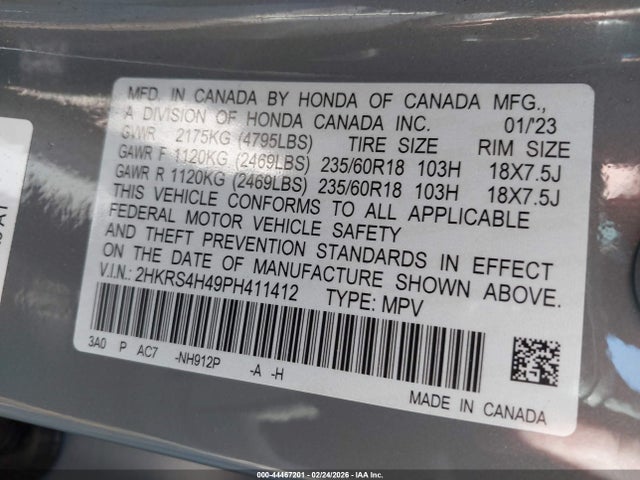 MFD. IN CANADA BY HONDA OF CANADA MFG.,
A DIVISION OF HONDA CANADA INC. 01/'23
GVWR 2175KG (4795LBS) TIRE SIZE RIM SIZE
GAWR F 1120KG (2469LBS) 235/60R18 103H 18X7.5J
GAWR R 1120KG (2469LBS) 235/60R18 103H 18X7.5J
THIS VEHICLE CONFORMS TO ALL APPLICABLE
FEDERAL MOTOR VEHICLE SAFETY
AND THEFT PREVENTION STANDARDS IN EFFECT
ON THE DATE OF MANUFACTURE SHOWN ABOVE.
V.I.N.: 2HKRS4H49PH411412 TYPE: MPV
3A0 P AC7 -NH912P -A -H
MADE IN CANADA
000-44467201 - 02/24/2026 - IAA Inc.